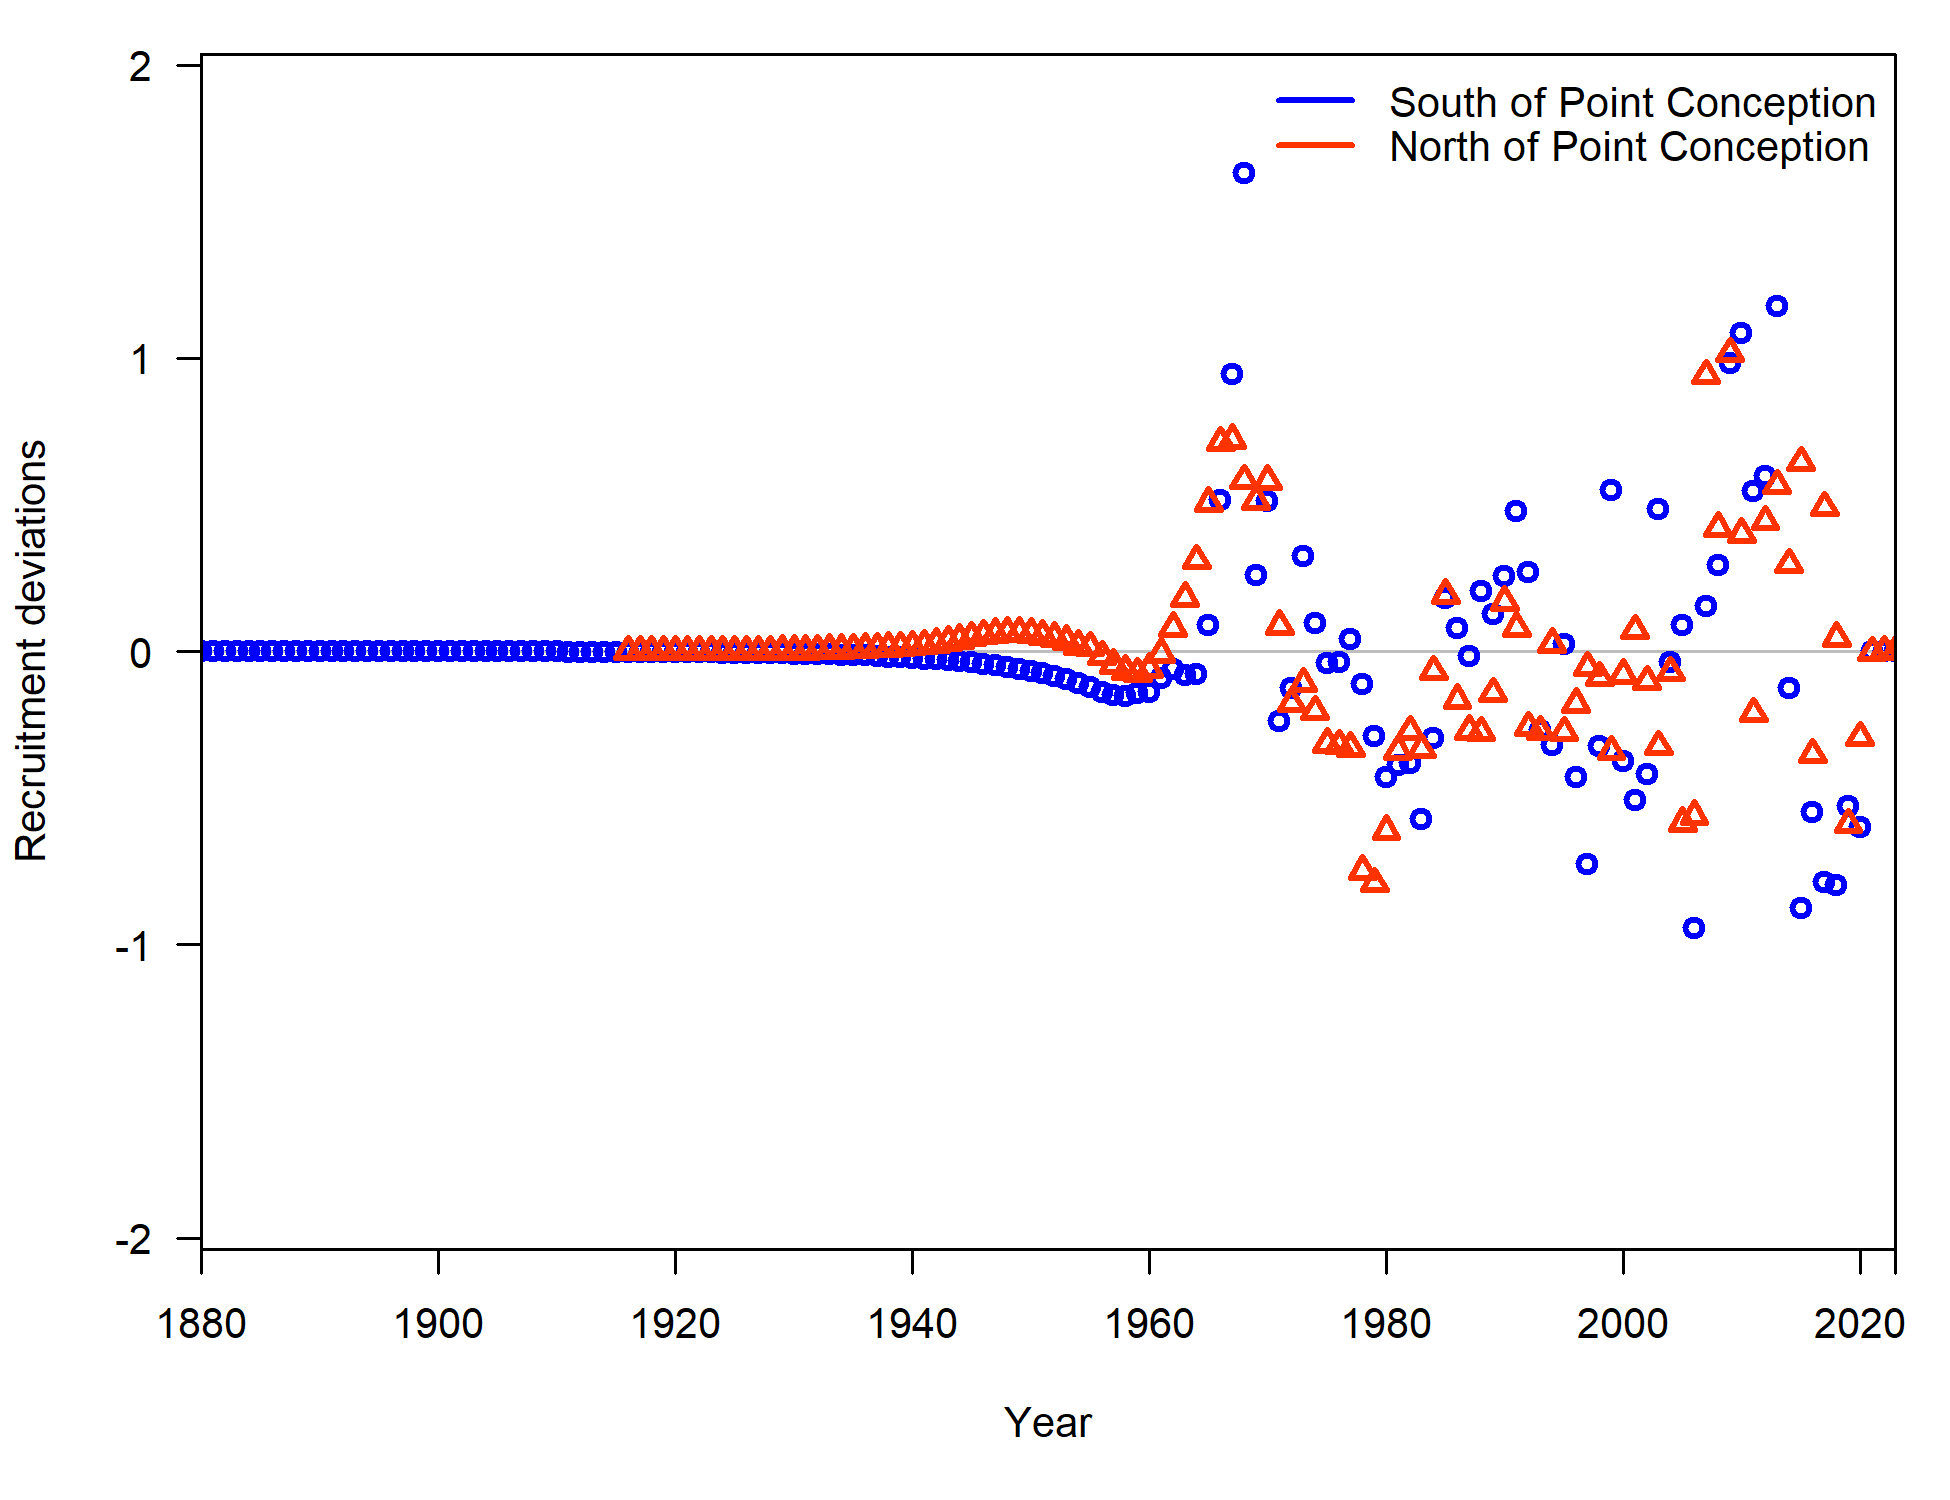 South of Point Conception
North of Point Conception
2
1
0
-1
-2
Recruitment deviations
1880 1900 1920 1940 1960 1980 2000 2020
Year